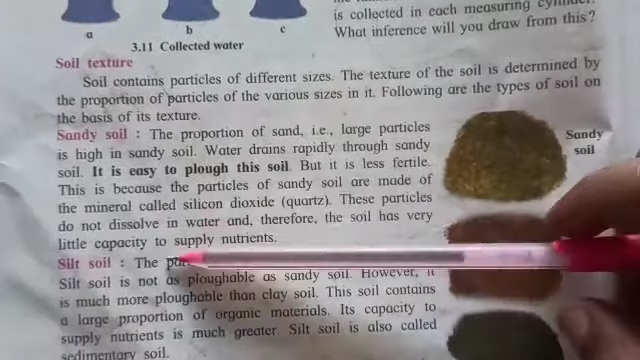 is collected in each measuring cylinder.
What inference will you draw from this?
a b c
3.11 Collected water
Soil texture
Soil contains particles of different sizes. The texture of the soil is determined by
the proportion of particles of the various sizes in it. Following are the types of soil on
the basis of its texture.
Sandy soil : The proportion of sand, i.e., large particles
is high in sandy soil. Water drains rapidly through sandy
soil. It is easy to plough this soil. But it is less fertile.
This is because the particles of sandy soil are made of
the mineral called silicon dioxide (quartz). These particles
do not dissolve in water and, therefore, the soil has very
little capacity to supply nutrients.
Sandy
soil
Silt soil : The
Silt soil is not as ploughable as sandy soil. However, it
is much more ploughable than clay soil. This soil contains
a large proportion of organic materials. Its capacity to
supply nutrients is much greater. Silt soil is also called
sedimentary soil.